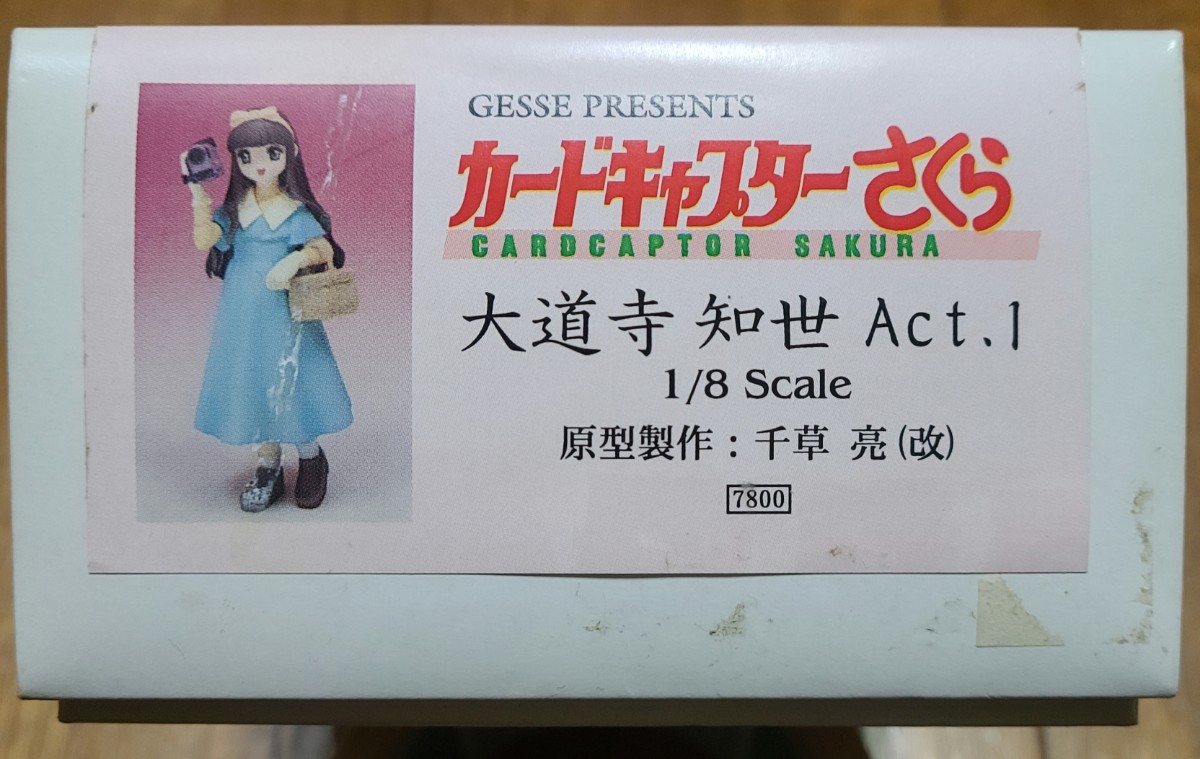 GESSE PRESENTS
カードキャプターさくら
CARDCAPTOR SAKURA
大道寺 知世 Act.1
1/8 Scale
原型製作：千草 亮(改)
7800